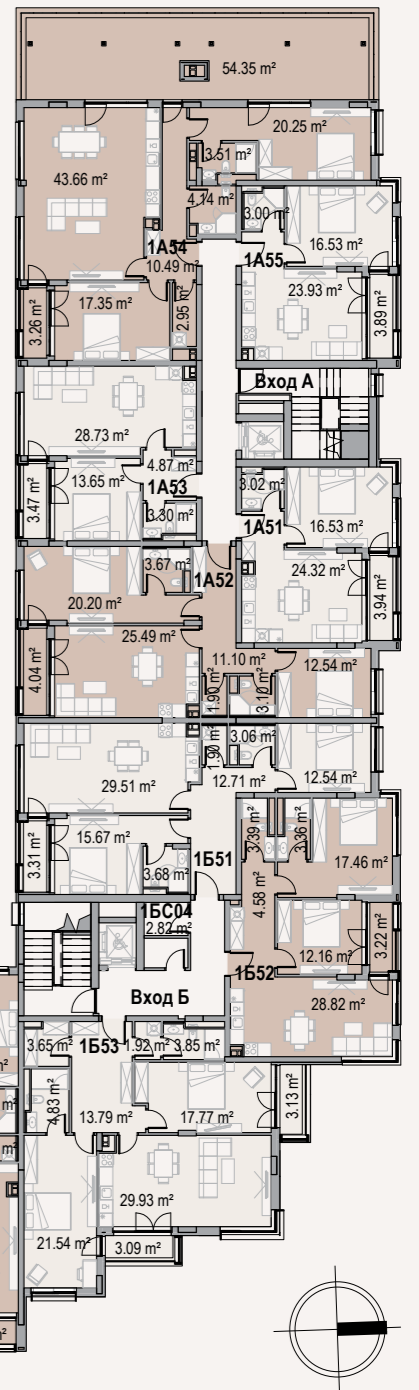 54.35 m²
20.25 m²
3.51 m²
43.66 m²
4.14 m²
3.00 m²
16.53 m²
1A54
10.49 m²
1A55
17.35 m²
2.95 m²
23.93 m²
3.26 m²
3.89 m²
Вход А
28.73 m²
4.87 m²
13.65 m²
1A53
3.02 m²
16.53 m²
3.47 m²
3.30 m²
1A51
3.67 m²
1A52
24.32 m²
20.20 m²
3.94 m²
25.49 m²
4.04 m²
11.10 m²
12.54 m²
1.90 m²
3.10 m²
1.90 m²
3.06 m²
29.51 m²
12.71 m²
12.54 m²
3.39 m²
3.36 m²
15.67 m²
17.46 m²
3.31 m²
3.68 m²
1Б51
4.58 m²
1БС04
2.82 m²
12.16 m²
3.22 m²
1Б52
Вход Б
28.82 m²
3.65 m²
1Б53
1.92 m²
3.85 m²
4.83 m²
13.79 m²
17.77 m²
3.13 m²
29.93 m²
21.54 m²
3.09 m²